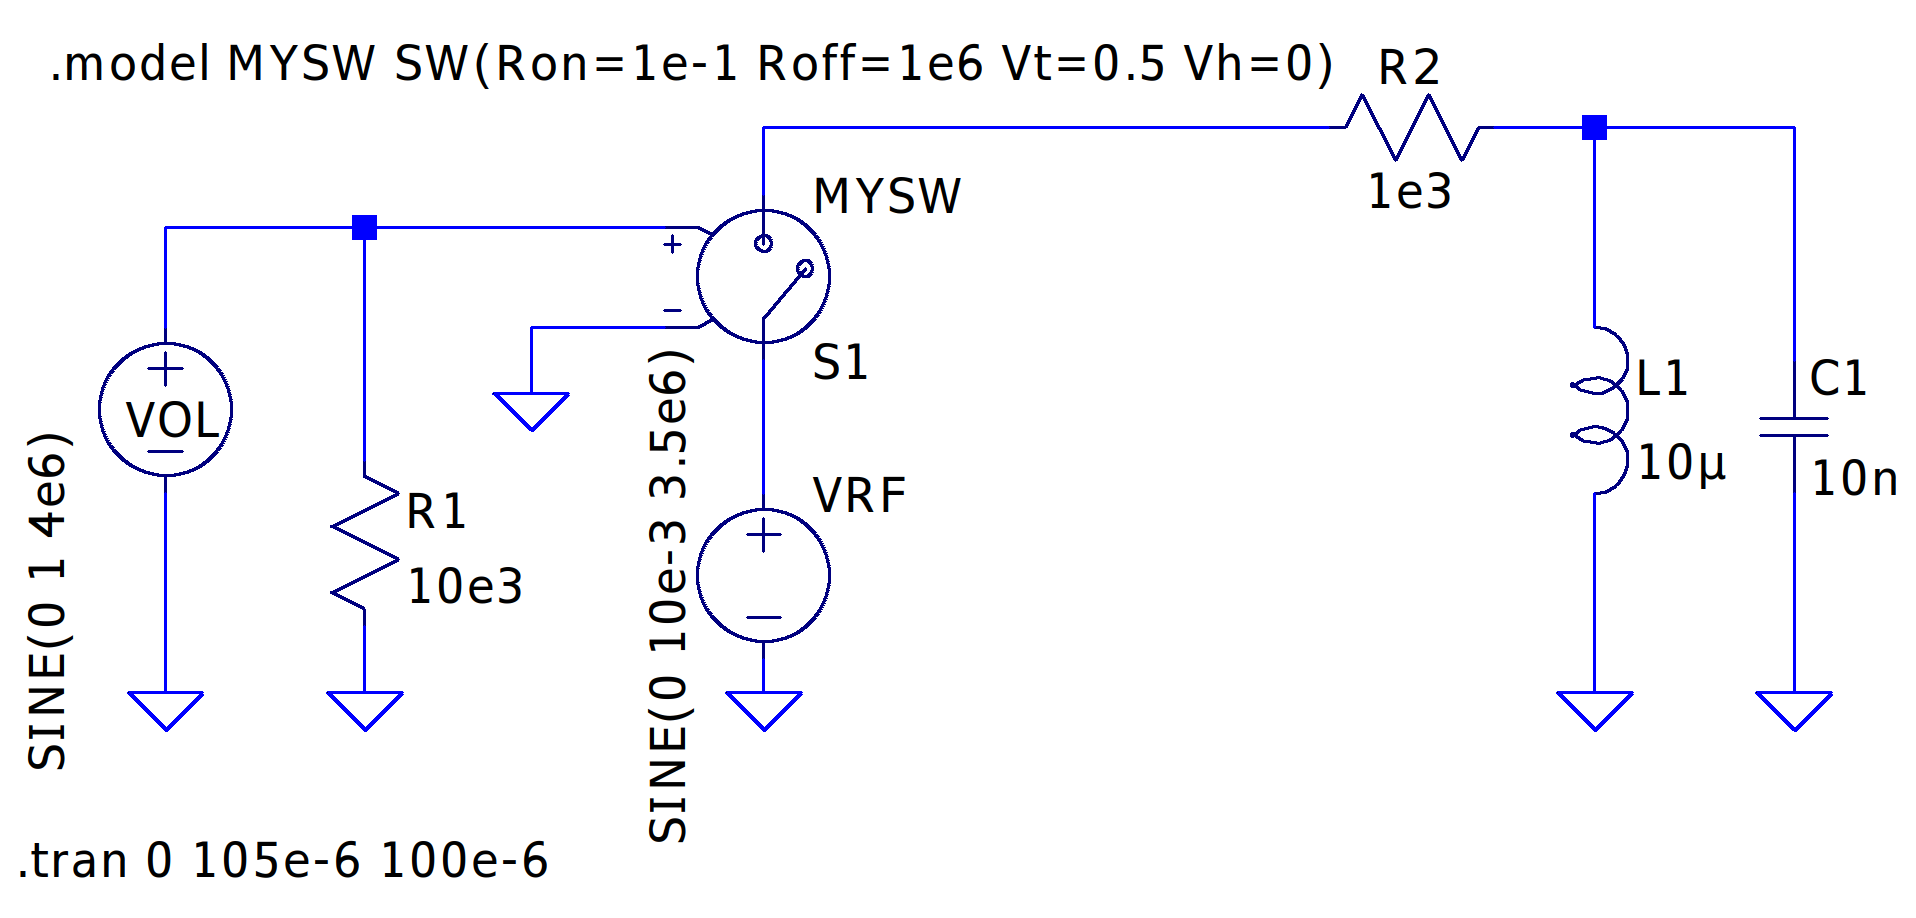 .model MYSW SW(Ron=1e-1 Roff=1e6 Vt=0.5 Vh=0)
R2
1e3
MYSW
+
-
S1
VOL
SINE(0 1 4e6)
R1
10e3
VRF
SINE(0 10e-3 3.5e6)
L1
10µ
C1
10n
.tran 0 105e-6 100e-6